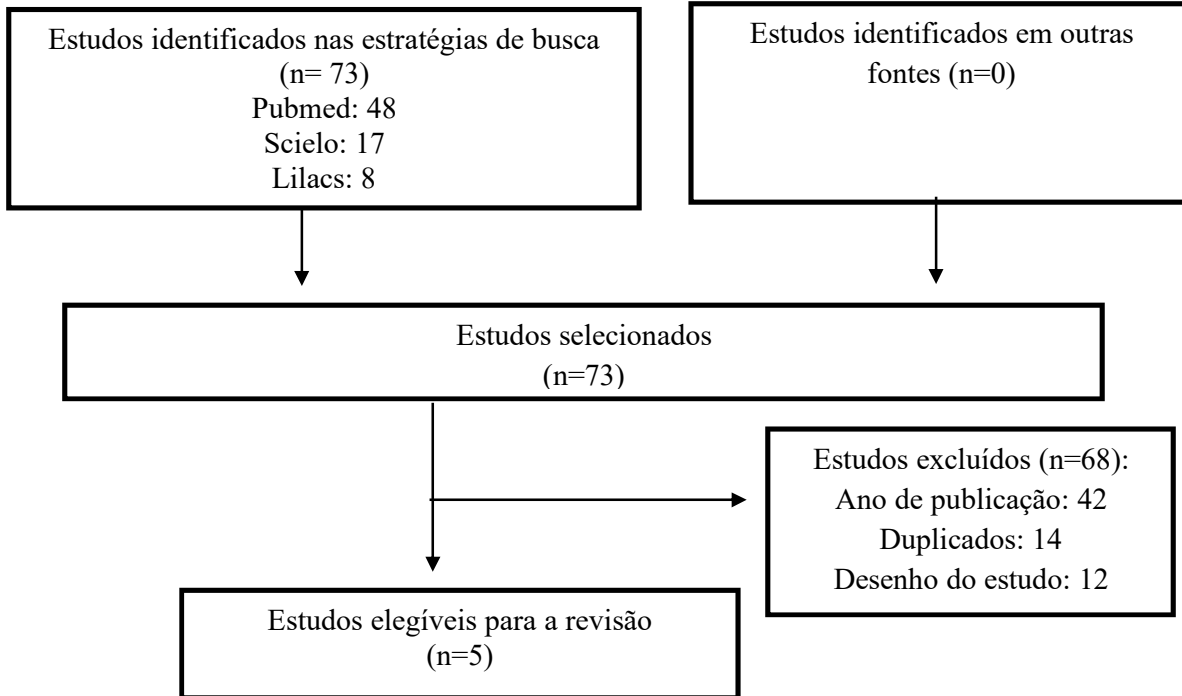 Estudos identificados nas estratégias de busca
(n= 73)
Pubmed: 48
Scielo: 17
Lilacs: 8
Estudos identificados em outras
fontes (n=0)
Estudos selecionados
(n=73)
Estudos excluídos (n=68):
Ano de publicação: 42
Duplicados: 14
Desenho do estudo: 12
Estudos elegíveis para a revisão
(n=5)